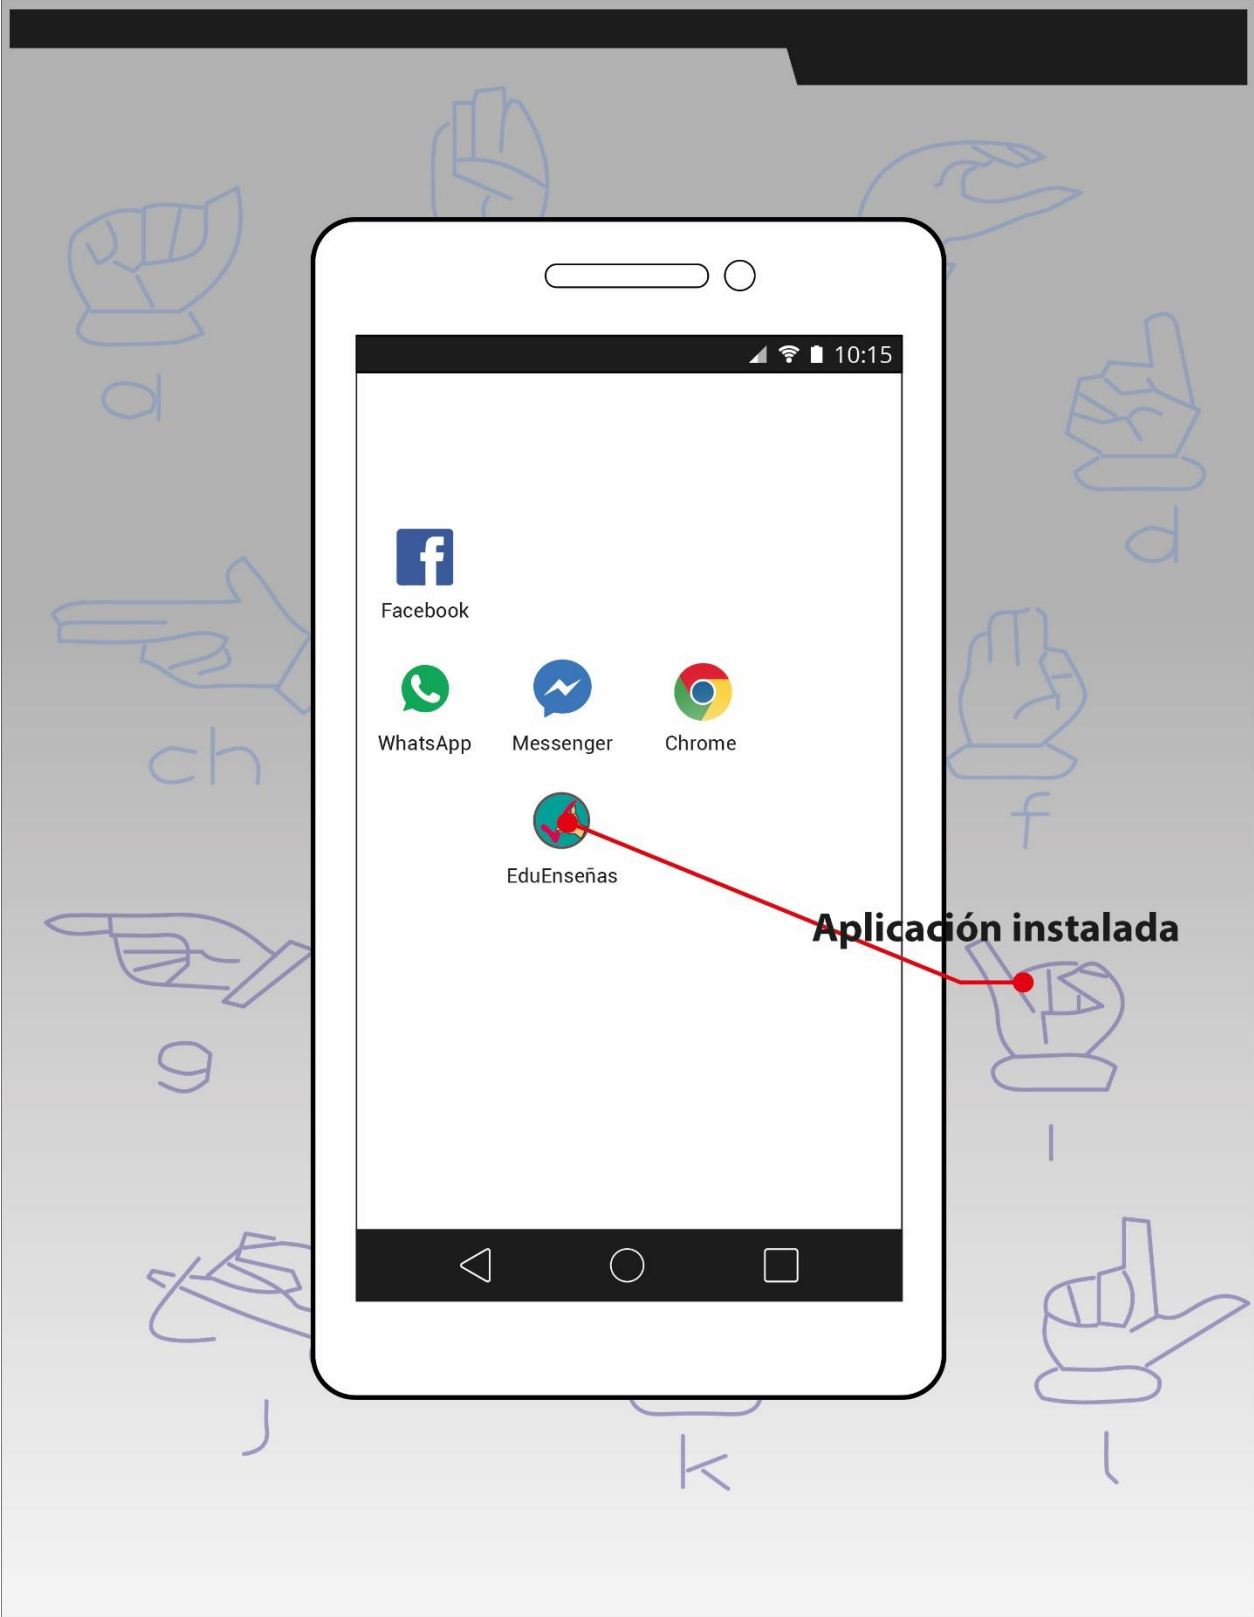 10:15
a
d
Facebook
ch
WhatsApp Messenger Chrome
f
EduEnseñas
Aplicación instalada
g
i
j
k
l